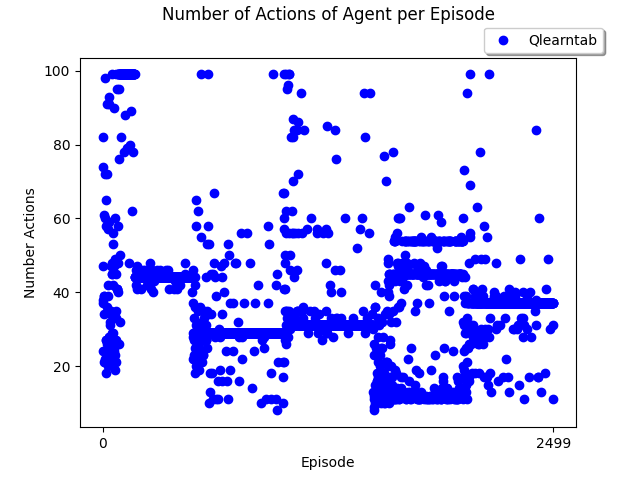 Number of Actions of Agent per Episode
Qlearntab
100
80
60
40
20
Number Actions
0
2499
Episode